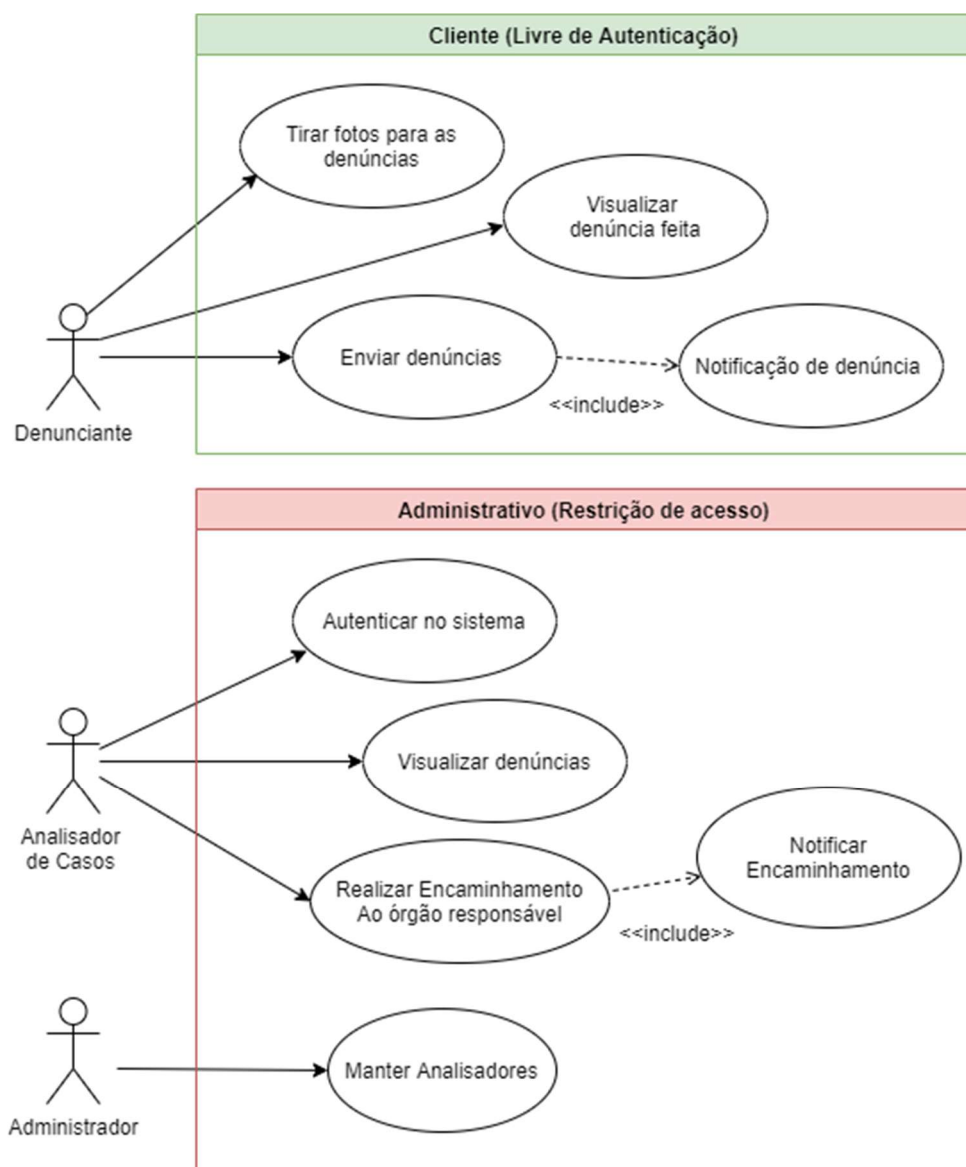 Cliente (Livre de Autenticação)
Tirar fotos para as
denúncias
Visualizar
denúncia feita
Enviar denúncias
<<include>>
Notificação de denúncia
Denunciante
Administrativo (Restrição de acesso)
Autenticar no sistema
Visualizar denúncias
Analisador
de Casos
Realizar Encaminhamento
Ao órgão responsável
<<include>>
Notificar
Encaminhamento
Manter Analisadores
Administrador